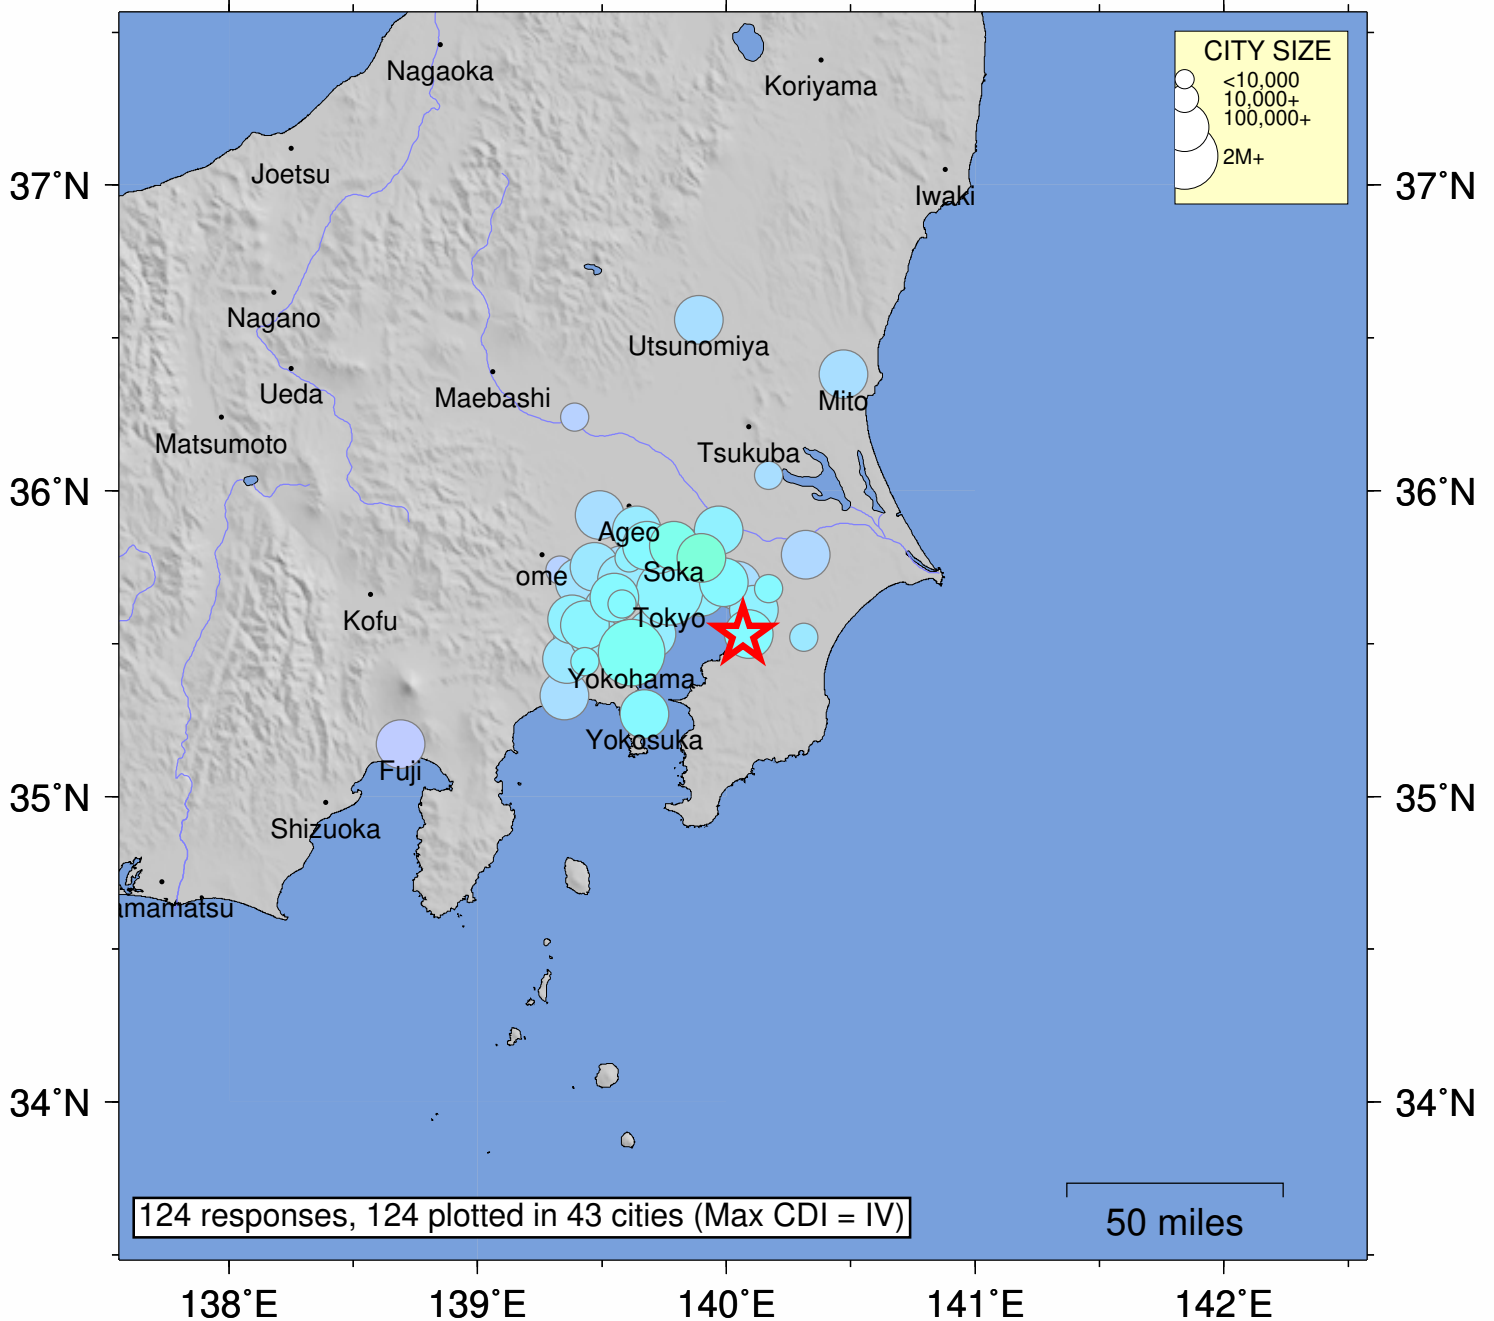 CITY SIZE
<10,000
10,000+
100,000+
2M+
Nagaoka
Koriyama
Joetsu
37°N
37°N
Iwaki
Nagano
Utsunomiya
Ueda
Maebashi
Mito
Matsumoto
Tsukuba
36°N
36°N
Ageo
ome
Soka
Kofu
Tokyo
Yokohama
Yokosuka
Fuji
35°N
35°N
Shizuoka
amamatsu
34°N
34°N
124 responses, 124 plotted in 43 cities (Max CDI = IV)
50 miles
138°E
139°E
140°E
141°E
142°E